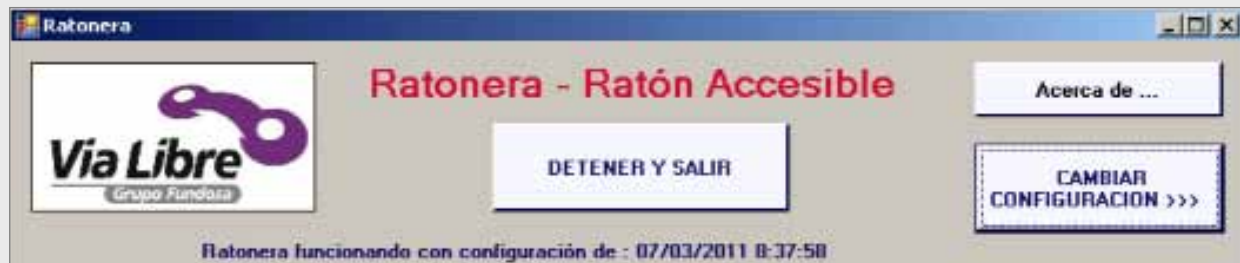 Ratonera
Ratonera - Ratón Accesible
Acerca de ...
Via Libre
Grupo Fundosa
DETENER Y SALIR
CAMBIAR
CONFIGURACION >>>
Ratonera funcionando con configuración de : 07/03/2011 8:37:58